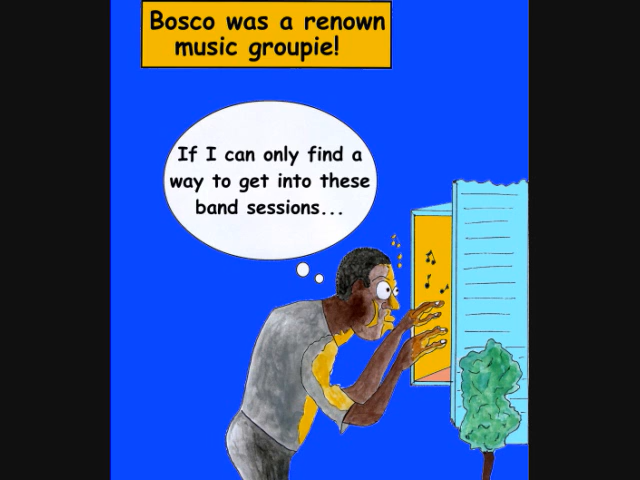 Bosco was a renown
music groupie!
If I can only find a
way to get into these
band sessions...